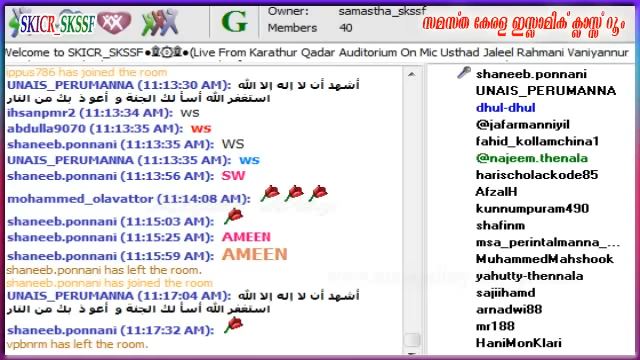 SKICR_SKSSF
G
Owner: samastha_skssf
Members 40
സമസ്ത കേരള ഇസ്ലാമിക് ക്ലാസ്സ് റൂം
Welcome to SKICR_SKSSF (Live From Karathur Qadar Auditorium On Mic Usthad Jaleel Rahmani Vaniyannur
ippus786 has joined the room
UNAIS_PERUMANNA (11:13:30 AM): أشهد أن لا إله إلا الله
استغفر الله أسألك الجنة و أعوذ بك من النار
ihsanpmr2 (11:13:34 AM): ws
abdulla9070 (11:13:35 AM): ws
shaneeb.ponnani (11:13:35 AM): WS
UNAIS_PERUMANNA (11:13:35 AM): ws
shaneeb.ponnani (11:13:56 AM): SW
mohammed_olavattor (11:14:08 AM):
shaneeb.ponnani (11:15:03 AM):
shaneeb.ponnani (11:15:25 AM): AMEEN
shaneeb.ponnani (11:15:59 AM): AMEEN
shaneeb.ponnani has left the room.
shaneeb.ponnani has joined the room
UNAIS_PERUMANNA (11:17:04 AM): أشهد أن لا إله إلا الله
استغفر الله أسألك الجنة و أعوذ بك من النار
shaneeb.ponnani (11:17:32 AM):
vpbnrm has left the room.
shaneeb.ponnani
UNAIS_PERUMANNA
dhul-dhul
@jafarmanniyil
fahid_kollamchina1
@najeem.thenala
harischolackode85
AfzalH
kunnumpuram490
shafinm
msa_perintalmanna_...
MuhammedMahshook
yahutty-thennala
sajiihamd
arnadwi88
mr188
HaniMonKlari